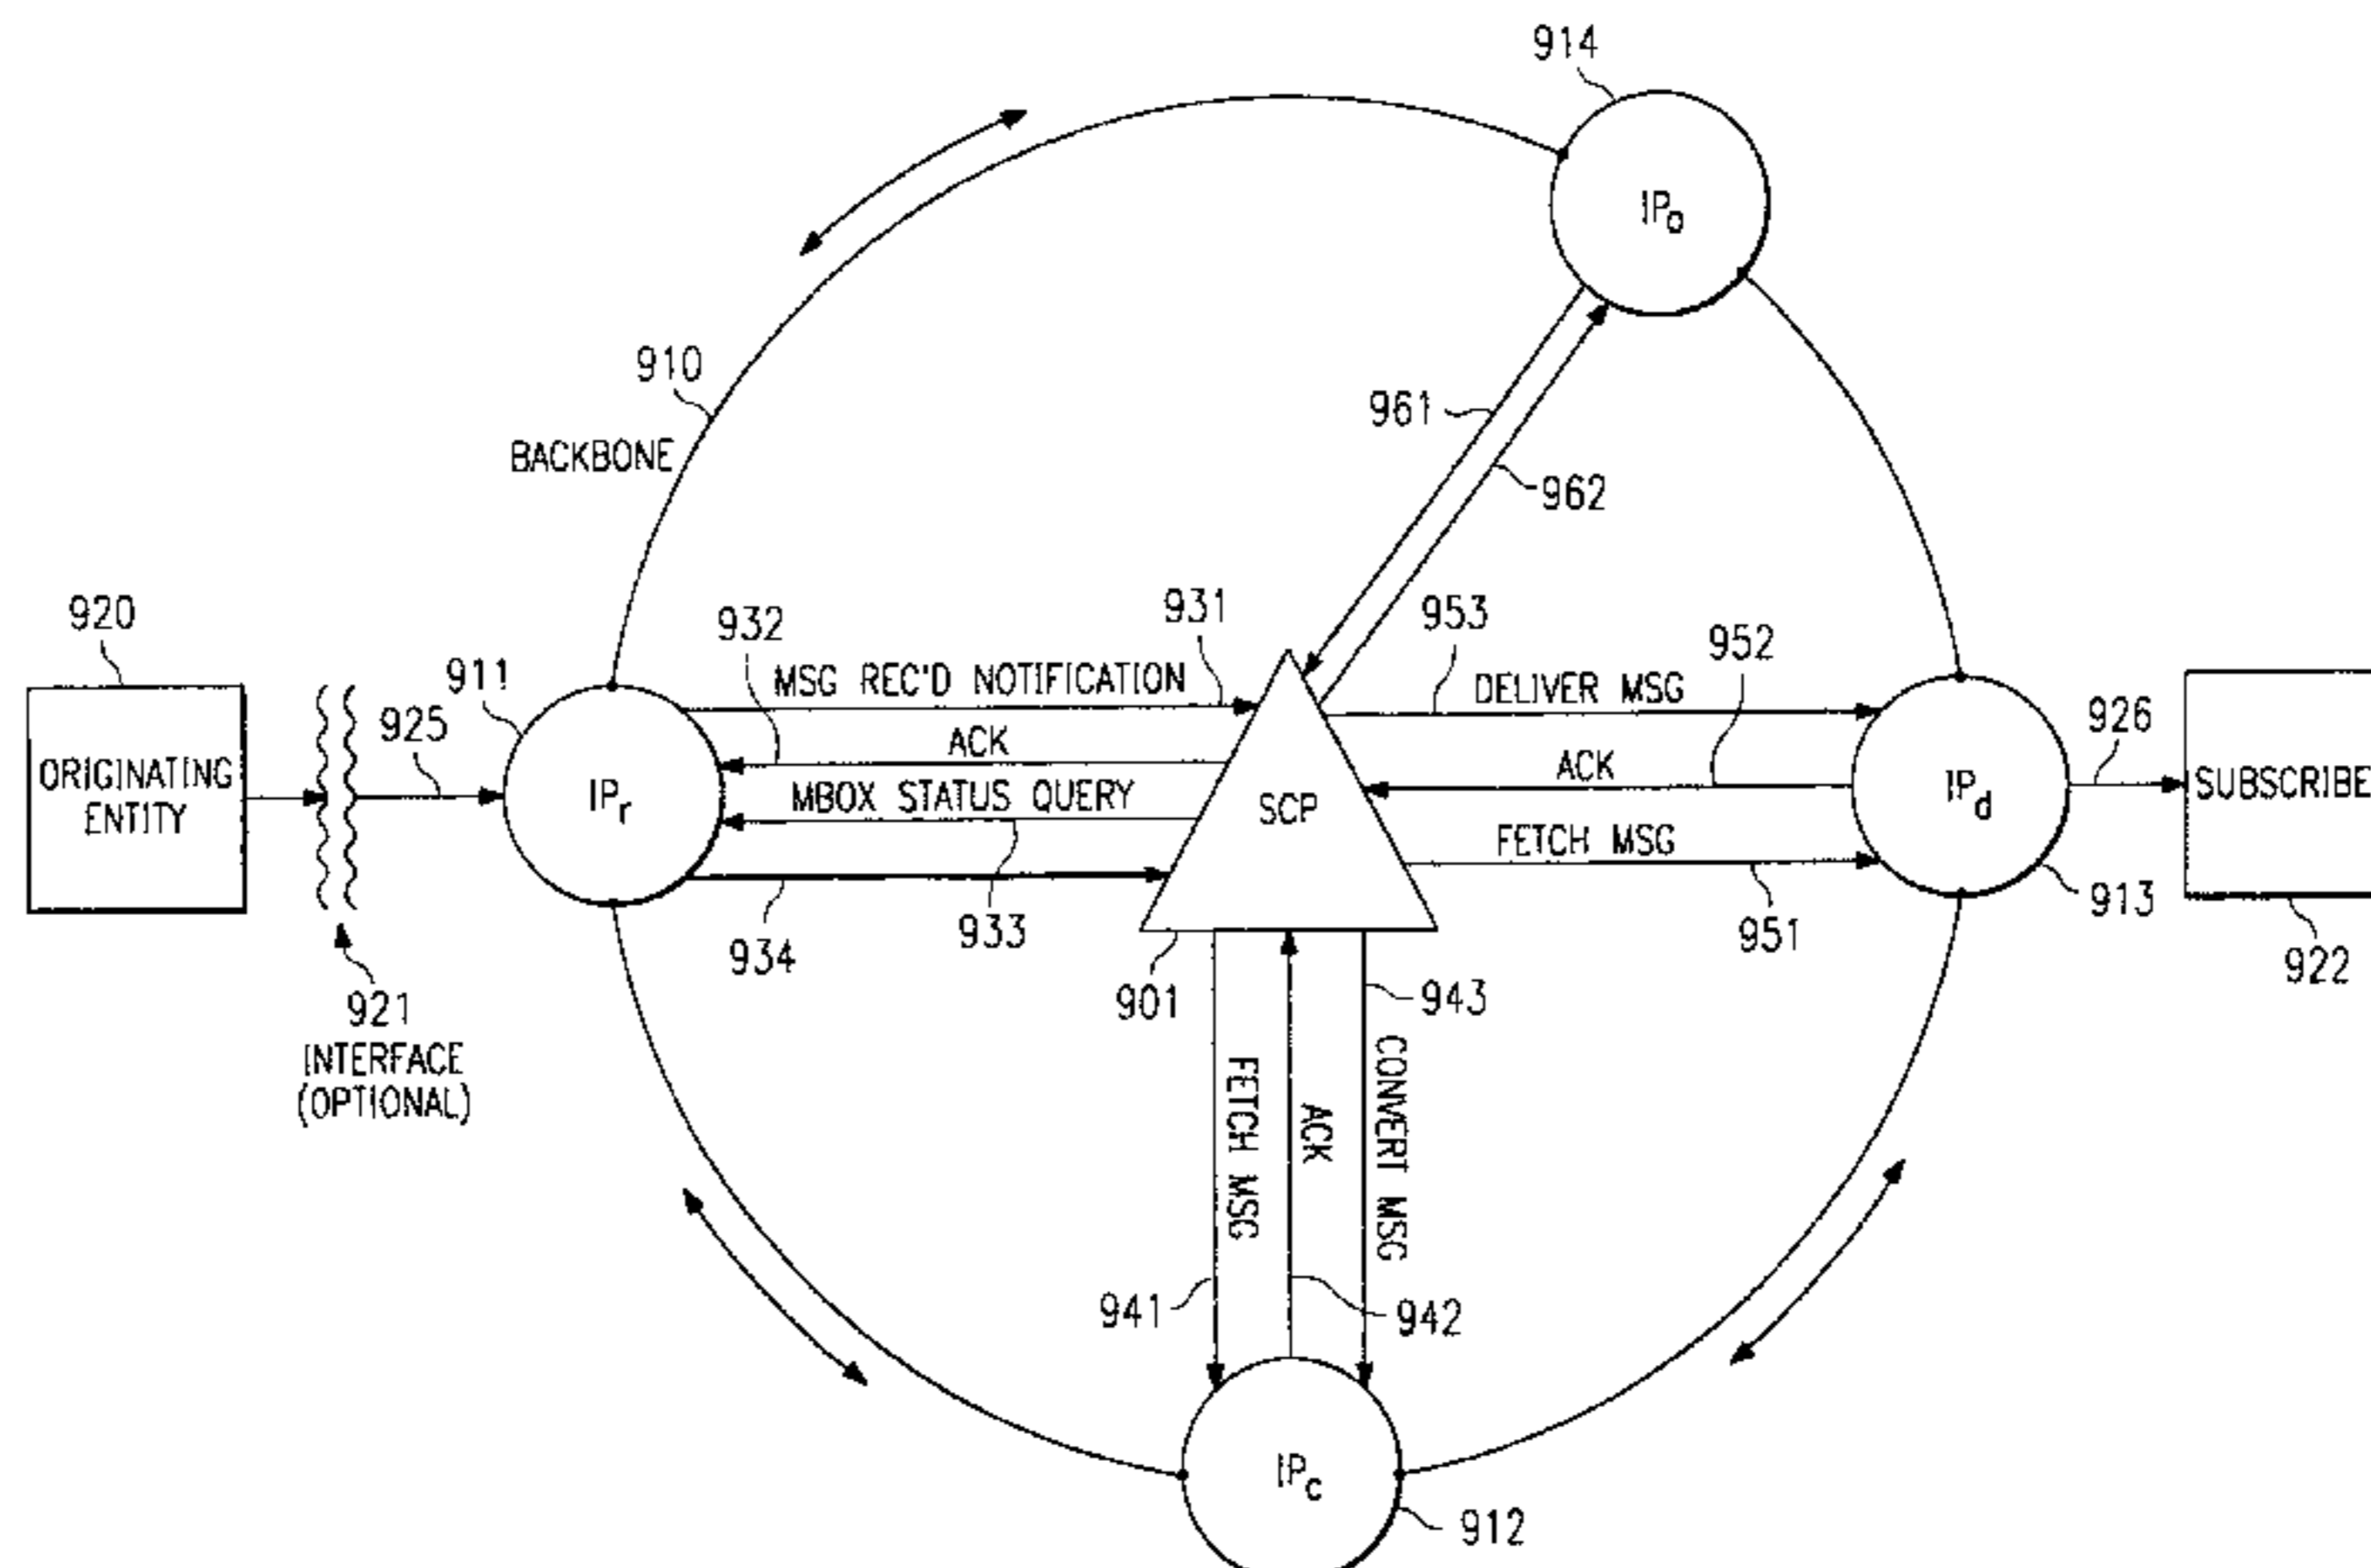 914
IPo
910
BACKBONE
961
962
920
932
931
953
952
911
MSG REC'D NOTIFICATION
DELIVER MSG
926
925
ACK
ACK
ORIGINATING
ENTITY
IPr
MBOX STATUS QUERY
SCP
IPd
SUBSCRIBE
FETCH MSG
913
934
933
951
922
921
901
943
INTERFACE
(OPTIONAL)
FETCH MSG
ACK
CONVERT MSG
941
942
IPc
912